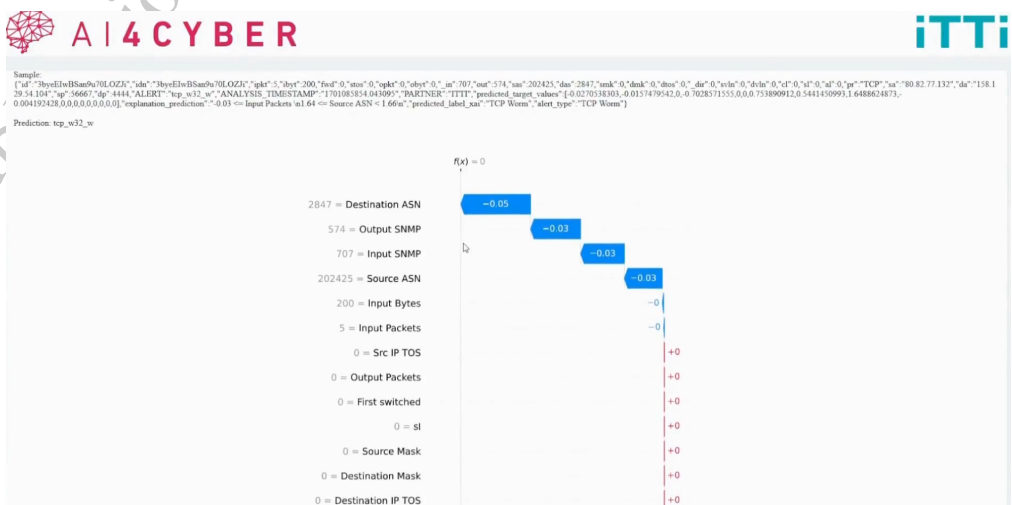 AI4CYBER
iTTi
Sample:
{"id":"3byeEIwBSan9u70LOZJi","idn":"3byeEIwBSan9u70LOZJi","ipkt":5,"ibyt":200,"fwd":0,"stos":0,"opkt":0,"obyt":0,"_in":707,"out":574,"sas":202425,"das":2847,"smk":0,"dmk":0,"dtos":0,"_dir":0,"svln":0,"dvln":0,"cl":0,"sl":0,"al":0,"pr":"TCP","sa":"80.82.77.132","da":"158.1
29.54.104","sp":56667,"dp":4444,"ALERT":"tcp_w32_w","ANALYSIS_TIMESTAMP":"1701085854.043095","PARTNER":"ITTI","predicted_target_values":[-0.0270538303,-0.0157479542,0,-0.7028571555,0,0,0.753890912,0.5441450993,1.6488624873,-
0.004192428,0,0,0,0,0,0,0,0,0],"explanation_prediction":"-0.03 <= Input Packets \n1.64 <= Source ASN < 1.66\n","predicted_label_xai":"TCP Worm","alert_type":"TCP Worm"}
Prediction: tcp_w32_w
f(x) = 0
2847 = Destination ASN −0.05
574 = Output SNMP −0.03
707 = Input SNMP −0.03
202425 = Source ASN −0.03
200 = Input Bytes −0
5 = Input Packets −0
0 = Src IP TOS +0
0 = Output Packets +0
0 = First switched +0
0 = sl +0
0 = Source Mask +0
0 = Destination Mask +0
0 = Destination IP TOS +0